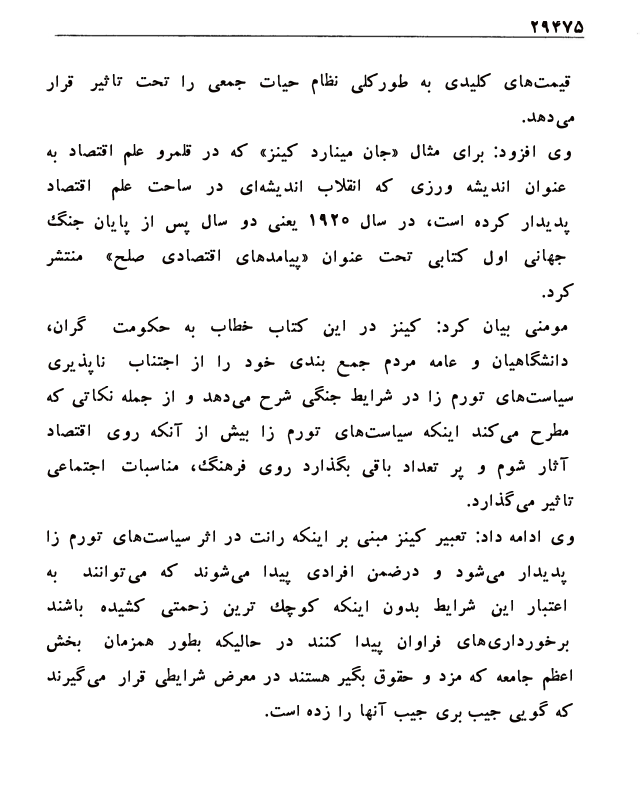 ۲۹۴۷۵
قیمت‌های کلیدی به طورکلی نظام حیات جمعی را تحت تاثیر قرار
می‌دهد.
وی افزود: برای مثال «جان مینارد کینز» که در قلمرو علم اقتصاد به
عنوان اندیشه ورزی که انقلاب اندیشه‌ای در ساحت علم اقتصاد
پدیدار کرده است، در سال ۱۹۲۰ یعنی دو سال پس از پایان جنگ
جهانی اول کتابی تحت عنوان «پیامدهای اقتصادی صلح» منتشر
کرد.
مومنی بیان کرد: کینز در این کتاب خطاب به حکومت گران،
دانشگاهیان و عامه مردم جمع بندی خود را از اجتناب ناپذیری
سیاست‌های تورم زا در شرایط جنگی شرح می‌دهد و از جمله نکاتی که
مطرح می‌کند اینکه سیاست‌های تورم زا بیش از آنکه روی اقتصاد
آثار شوم و پر تعداد باقی بگذارد روی فرهنگ، مناسبات اجتماعی
تاثیر می‌گذارد.
وی ادامه داد: تعبیر کینز مبنی بر اینکه رانت در اثر سیاست‌های تورم زا
پدیدار می‌شود و درضمن افرادی پیدا می‌شوند که می‌توانند به
اعتبار این شرایط بدون اینکه کوچك ترین زحمتی کشیده باشند
برخورداری‌های فراوان پیدا کنند در حالیکه بطور همزمان بخش
اعظم جامعه که مزد و حقوق بگیر هستند در معرض شرایطی قرار می‌گیرند
که گویی جیب بری جیب آنها را زده است.